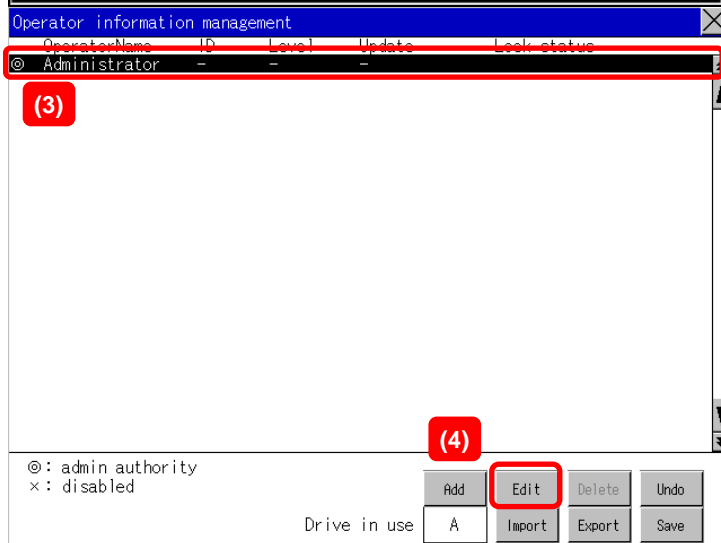 Operator information management
OperatorName ID Level Update Lock status
◎ Administrator - - -
(3)
(4)
◎: admin authority
×: disabled
Add Edit Delete Undo
Drive in use A Import Export Save